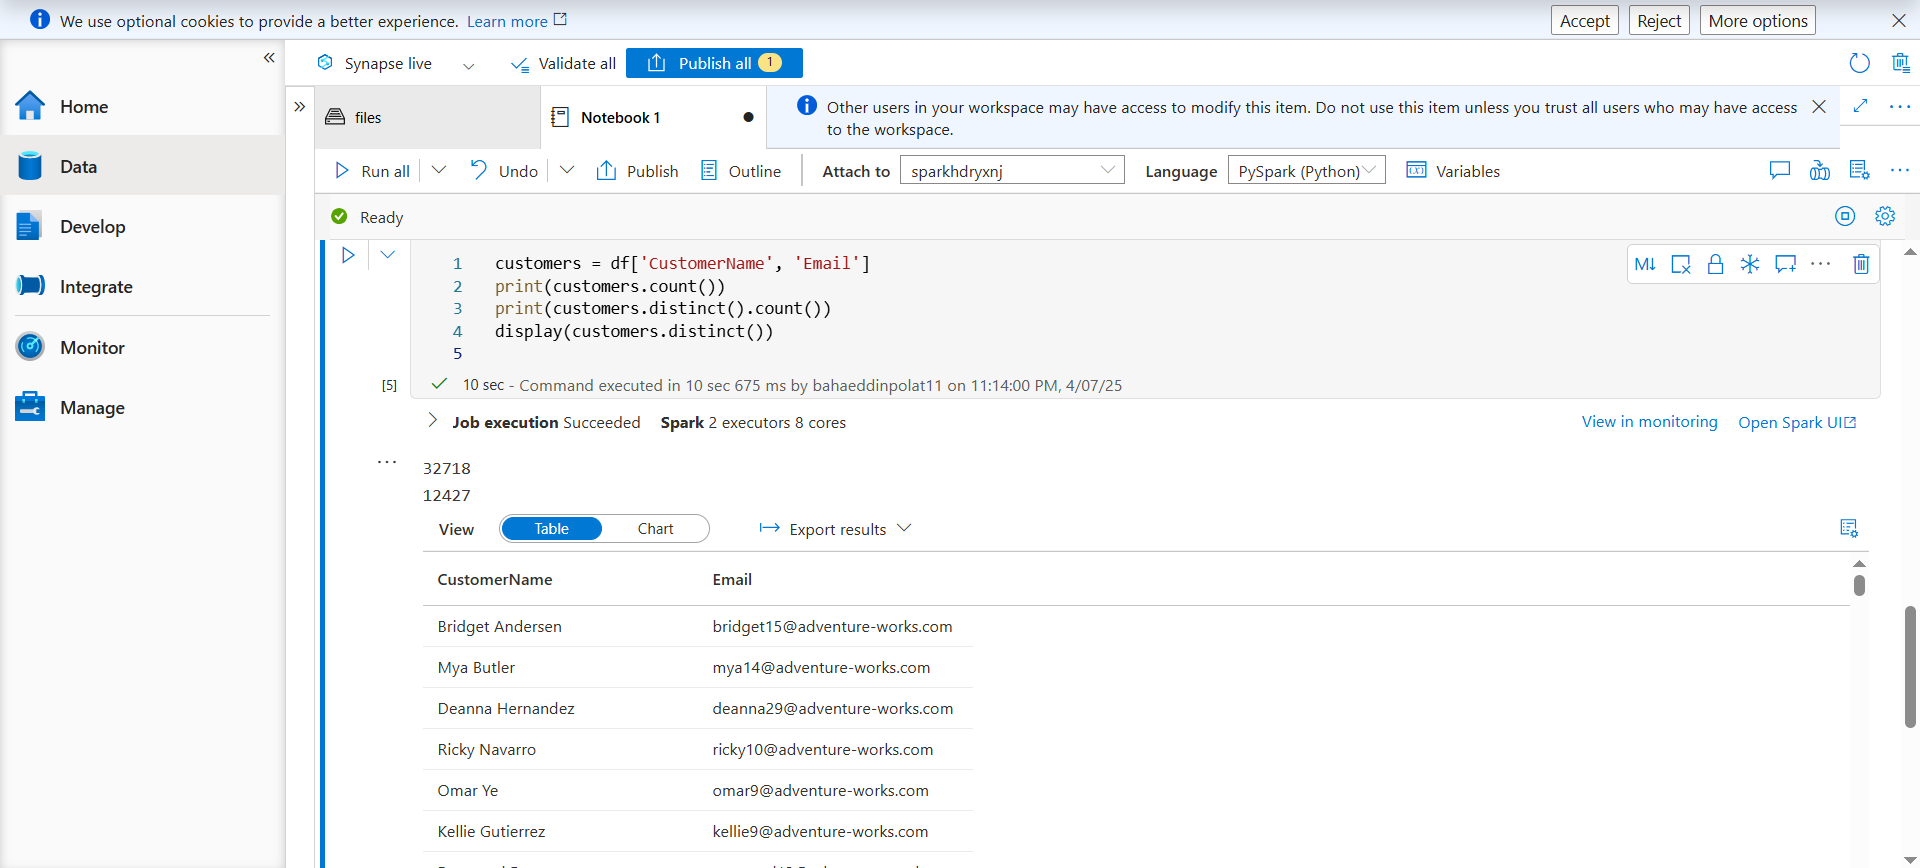 We use optional cookies to provide a better experience. Learn more
Accept
Reject
More options
Synapse live
Validate all
Publish all 1
Home
Data
Develop
Integrate
Monitor
Manage
files
Notebook 1
Other users in your workspace may have access to modify this item. Do not use this item unless you trust all users who may have access
to the workspace.
Run all
Undo
Publish
Outline
Attach to
sparkhdryxnj
Language
PySpark (Python)
Variables
Ready
1 customers = df['CustomerName', 'Email']
2 print(customers.count())
3 print(customers.distinct().count())
4 display(customers.distinct())
5
M↓
[5]
10 sec - Command executed in 10 sec 675 ms by bahaeddinpolat11 on 11:14:00 PM, 4/07/25
Job execution Succeeded Spark 2 executors 8 cores
View in monitoring
Open Spark UI
32718
12427
View
Table
Chart
Export results
CustomerName Email
Bridget Andersen bridget15@adventure-works.com
Mya Butler mya14@adventure-works.com
Deanna Hernandez deanna29@adventure-works.com
Ricky Navarro ricky10@adventure-works.com
Omar Ye omar9@adventure-works.com
Kellie Gutierrez kellie9@adventure-works.com